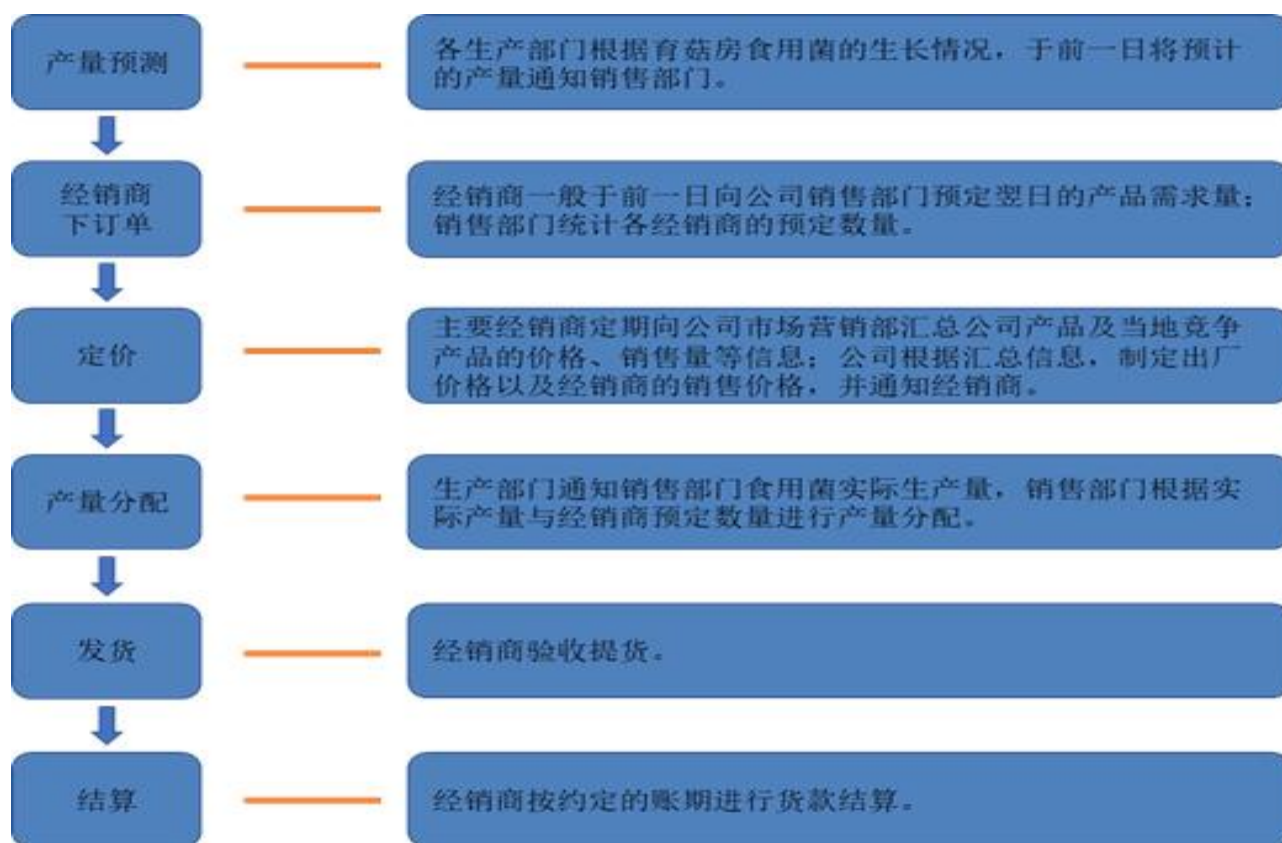 产量预测
各生产部门根据育菇房食用菌的生长情况，于前一日将预计
的产量通知销售部门。
经销商
下订单
经销商一般于前一日向公司销售部门预定翌日的产品需求量；
销售部门统计各经销商的预定数量。
定价
主要经销商定期向公司市场营销部汇总公司产品及当地竞争
产品的价格、销售量等信息；公司根据汇总信息，制定出厂
价格以及经销商的销售价格，并通知经销商。
产量分配
生产部门通知销售部门食用菌实际生产量，销售部门根据实
际产量与经销商预定数量进行产量分配。
发货
经销商验收提货。
结算
经销商按约定的账期进行货款结算。